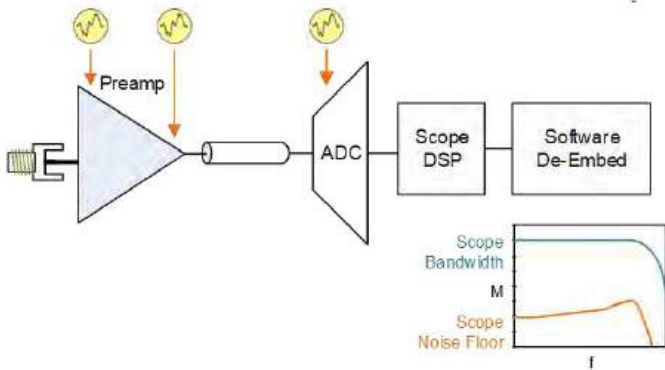 Preamp
ADC
Scope
DSP
Software
De-Embed
Scope
Bandwidth
M
Scope
Noise Floor
f